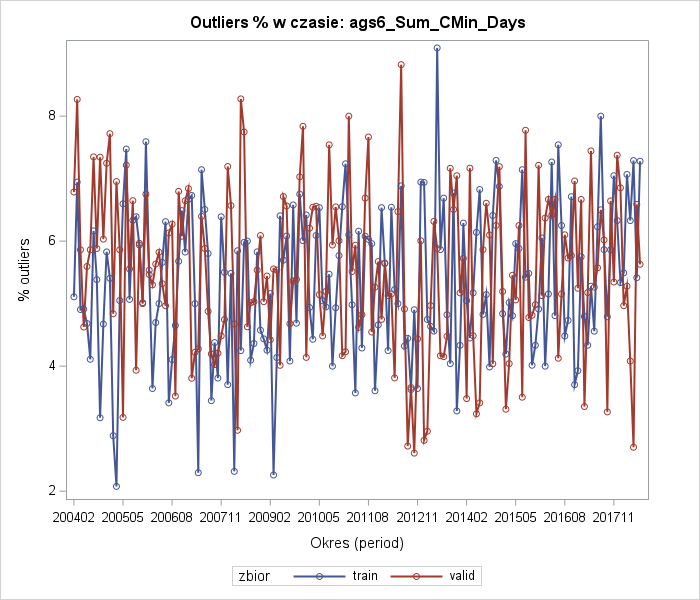 Outliers % w czasie: ags6_Sum_CMin_Days
8
6
4
2
% outliers
200402 200505 200608 200711 200902 201005 201108 201211 201402 201505 201608 201711
Okres (period)
zbior train valid